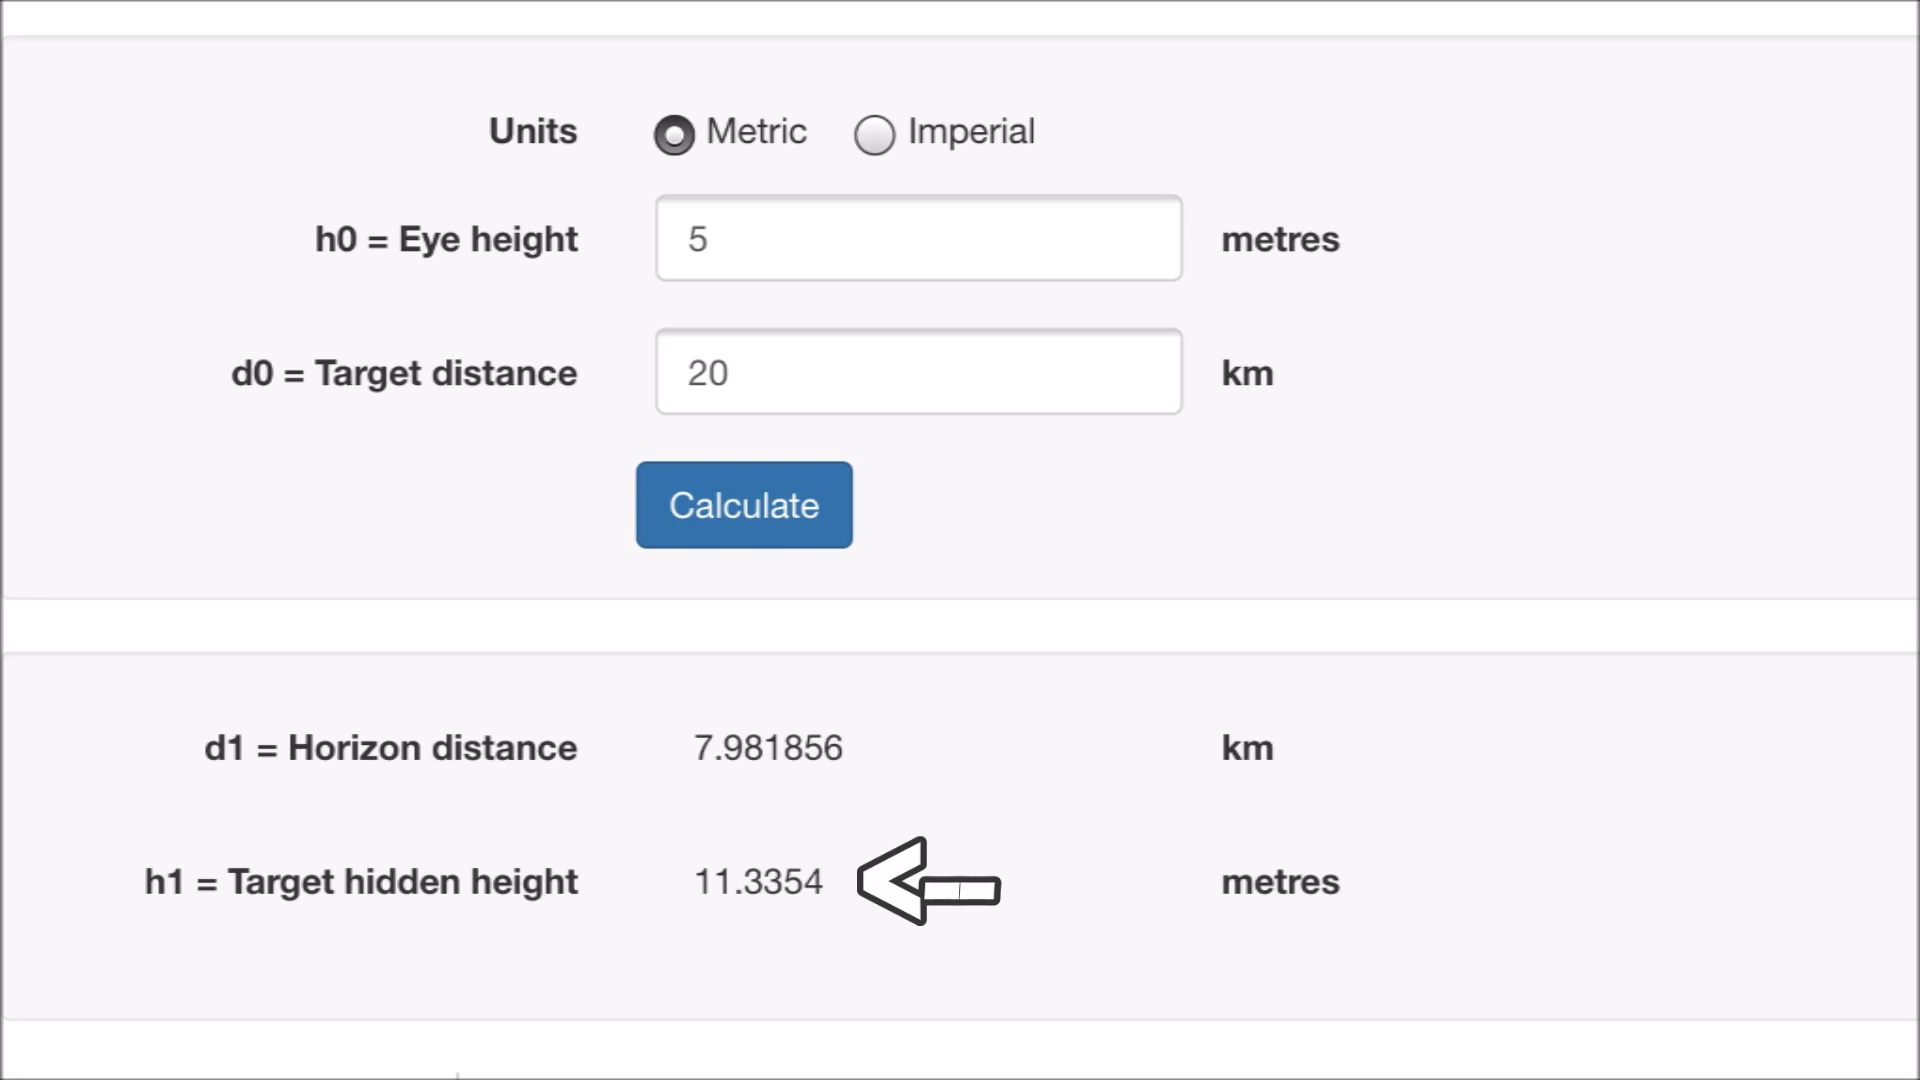 Units Metric Imperial
h0 = Eye height 5 metres
d0 = Target distance 20 km
Calculate
d1 = Horizon distance 7.981856 km
h1 = Target hidden height 11.3354 metres